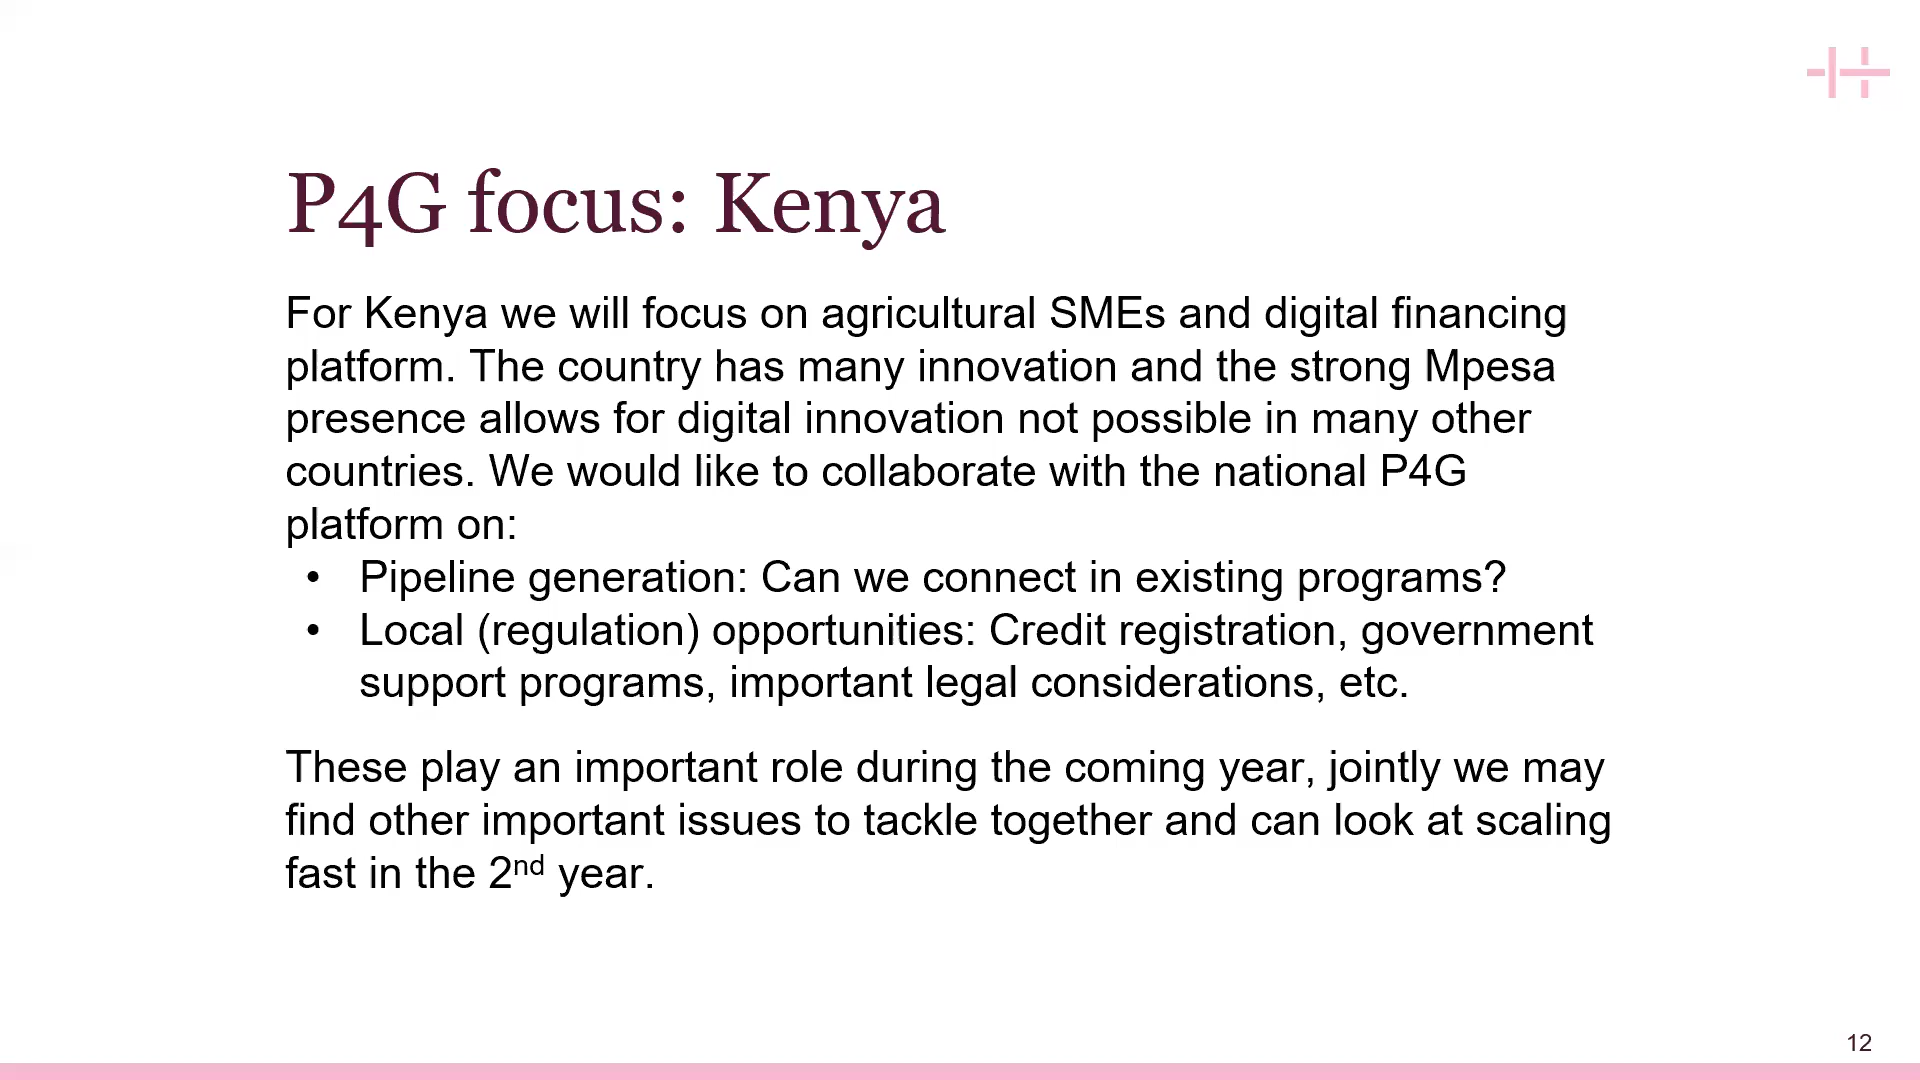 P4G focus: Kenya
For Kenya we will focus on agricultural SMEs and digital financing
platform. The country has many innovation and the strong Mpesa
presence allows for digital innovation not possible in many other
countries. We would like to collaborate with the national P4G
platform on:
• Pipeline generation: Can we connect in existing programs?
• Local (regulation) opportunities: Credit registration, government
support programs, important legal considerations, etc.
These play an important role during the coming year, jointly we may
find other important issues to tackle together and can look at scaling
fast in the 2nd year.
12